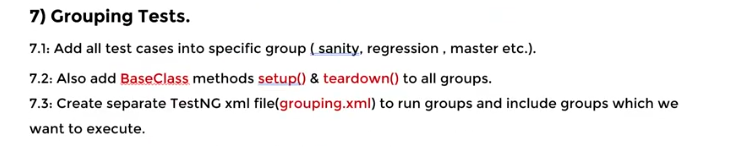 7) Grouping Tests.
7.1: Add all test cases into specific group ( sanity, regression , master etc.).
7.2: Also add BaseClass methods setup() & teardown() to all groups.
7.3: Create separate TestNG xml file(grouping.xml) to run groups and include groups which we
want to execute.